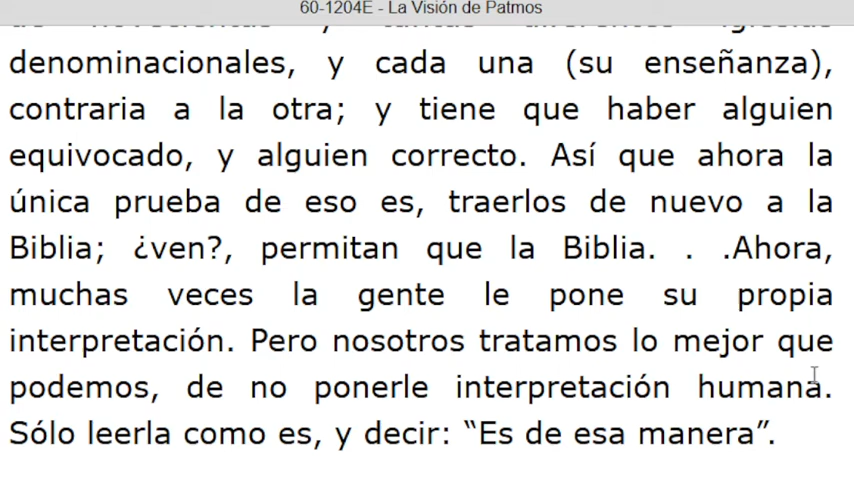 60-1204E - La Visión de Patmos
denominacionales, y cada una (su enseñanza),
contraria a la otra; y tiene que haber alguien
equivocado, y alguien correcto. Así que ahora la
única prueba de eso es, traerlos de nuevo a la
Biblia; ¿ven?, permitan que la Biblia. . .Ahora,
muchas veces la gente le pone su propia
interpretación. Pero nosotros tratamos lo mejor que
podemos, de no ponerle interpretación humana.
Sólo leerla como es, y decir: “Es de esa manera”.